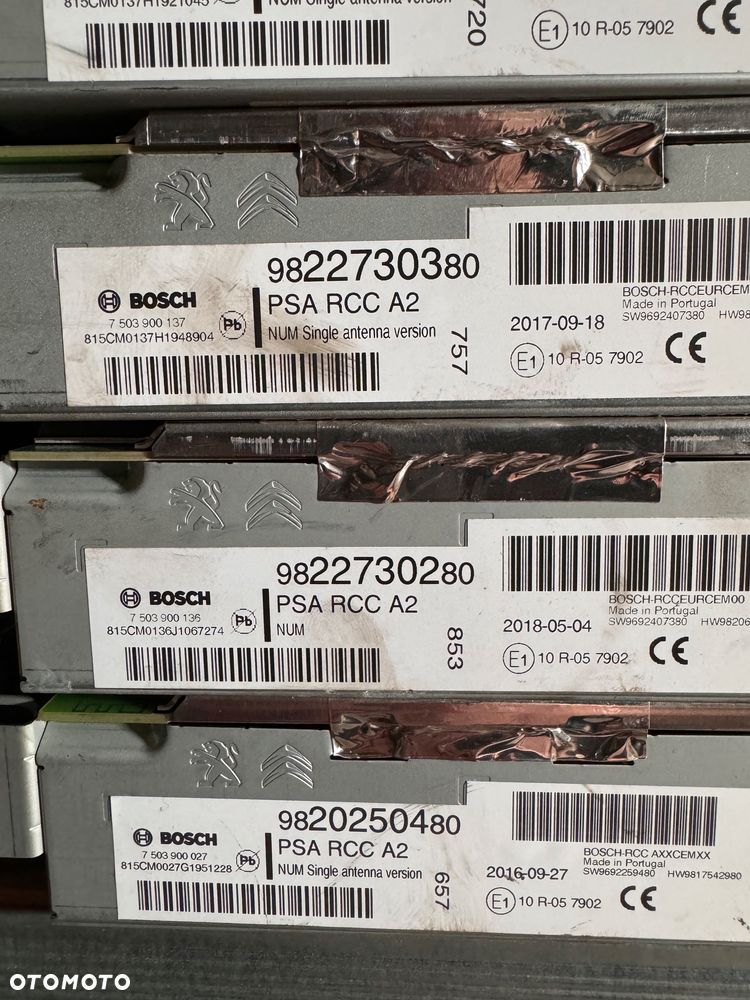 815CM0137H1921045
NUM Single antenna version
720
E1 10 R-05 7902 CE
9822730380
BOSCH
PSA RCC A2
7 503 900 137
Pb
NUM Single antenna version
815CM0137H1948904
757
BOSCH-RCCEURCEM
Made in Portugal
2017-09-18
SW9692407380 HW98
E1 10 R-05 7902 CE
9822730280
BOSCH
PSA RCC A2
7 503 900 136
Pb
NUM
815CM0136J1067274
853
BOSCH-RCCEURCEM00
Made in Portugal
2018-05-04
SW9692407380 HW98206
E1 10 R-05 7902 CE
9820250480
BOSCH
PSA RCC A2
7 503 900 027
Pb
NUM Single antenna version
815CM0027G1951228
657
BOSCH-RCC AXXCEMXX
Made in Portugal
2016-09-27
SW9692259480 HW9817542980
E1 10 R-05 7902 CE
OTOMOTO